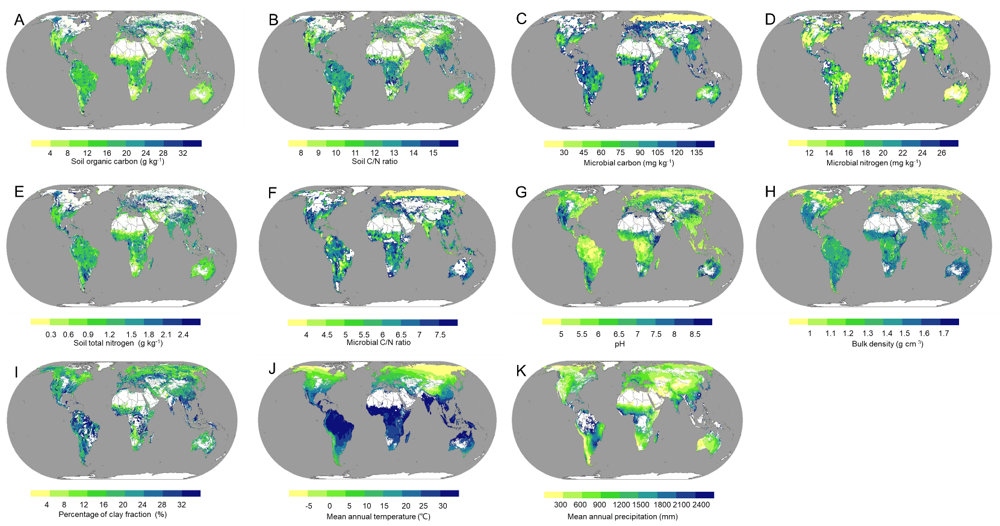 A
B
C
D
4 8 12 16 20 24 28 32
Soil organic carbon (g kg-1)
8 9 10 11 12 13 14 15
Soil C/N ratio
30 45 60 75 90 105 120 135
Microbial carbon (mg kg-1)
12 14 16 18 20 22 24 26
Microbial nitrogen (mg kg-1)
E
F
G
H
0.3 0.6 0.9 1.2 1.5 1.8 2.1 2.4
Soil total nitrogen (g kg-1)
4 4.5 5 5.5 6 6.5 7 7.5
Microbial C/N ratio
5 5.5 6 6.5 7 7.5 8 8.5
pH
1 1.1 1.2 1.3 1.4 1.5 1.6 1.7
Bulk density (g cm-3)
I
J
K
4 8 12 16 20 24 28 32
Percentage of clay fraction (%)
-5 0 5 10 15 20 25 30
Mean annual temperature (℃)
300 600 900 1200 1500 1800 2100 2400
Mean annual precipitation (mm)